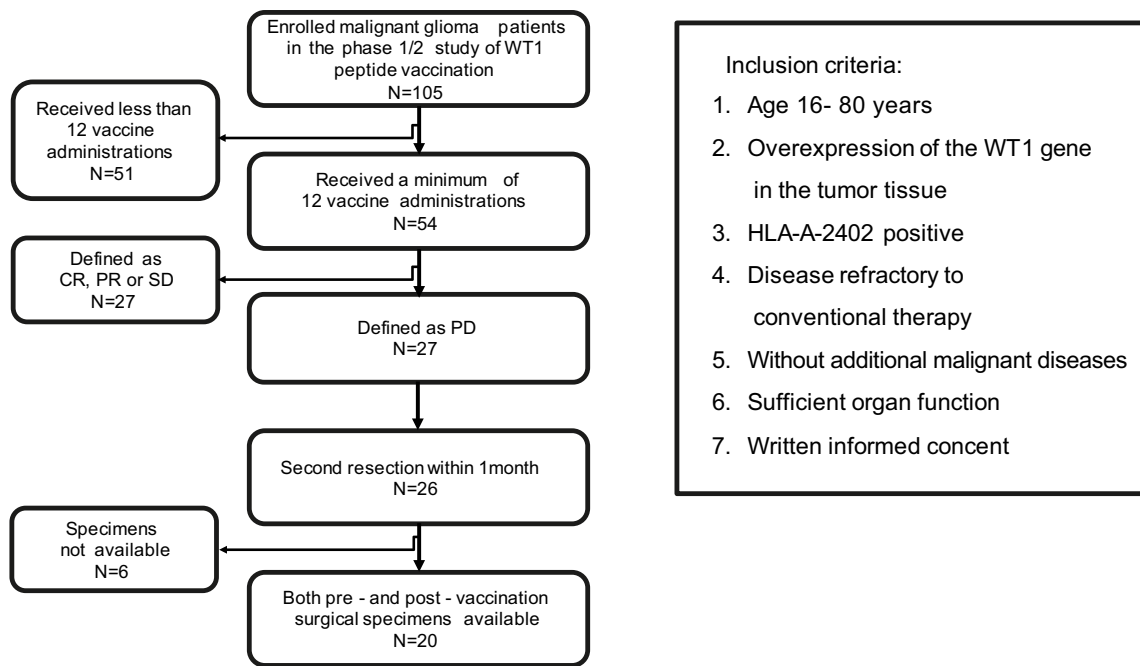 Enrolled malignant glioma patients
in the phase 1/2 study of WT1
peptide vaccination
N=105
Received less than
12 vaccine
administrations
N=51
Received a minimum of
12 vaccine administrations
N=54
Defined as
CR, PR or SD
N=27
Defined as PD
N=27
Second resection within 1month
N=26
Specimens
not available
N=6
Both pre - and post - vaccination
surgical specimens available
N=20
Inclusion criteria:
1. Age 16- 80 years
2. Overexpression of the WT1 gene
in the tumor tissue
3. HLA-A-2402 positive
4. Disease refractory to
conventional therapy
5. Without additional malignant diseases
6. Sufficient organ function
7. Written informed concent